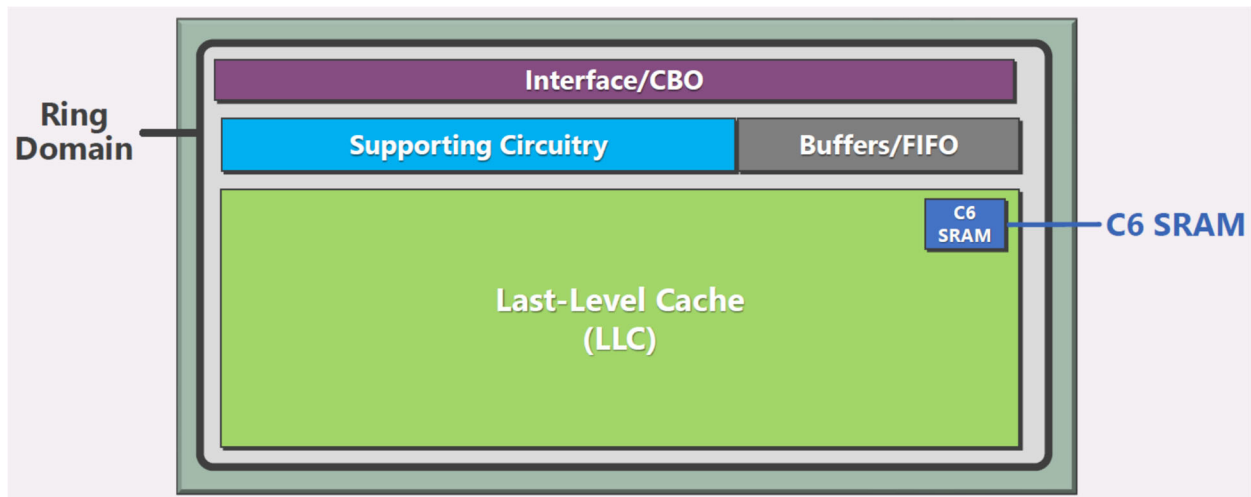 Interface/CBO
Ring
Domain
Supporting Circuitry
Buffers/FIFO
C6
SRAM
C6 SRAM
Last-Level Cache
(LLC)